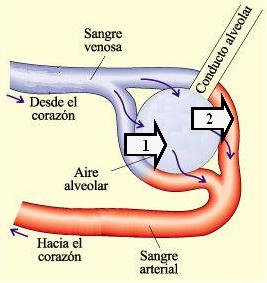 Sangre
venosa
Conducto alveolar
Desde el
corazón
1
2
Aire
alveolar
Hacia el
corazón
Sangre
arterial